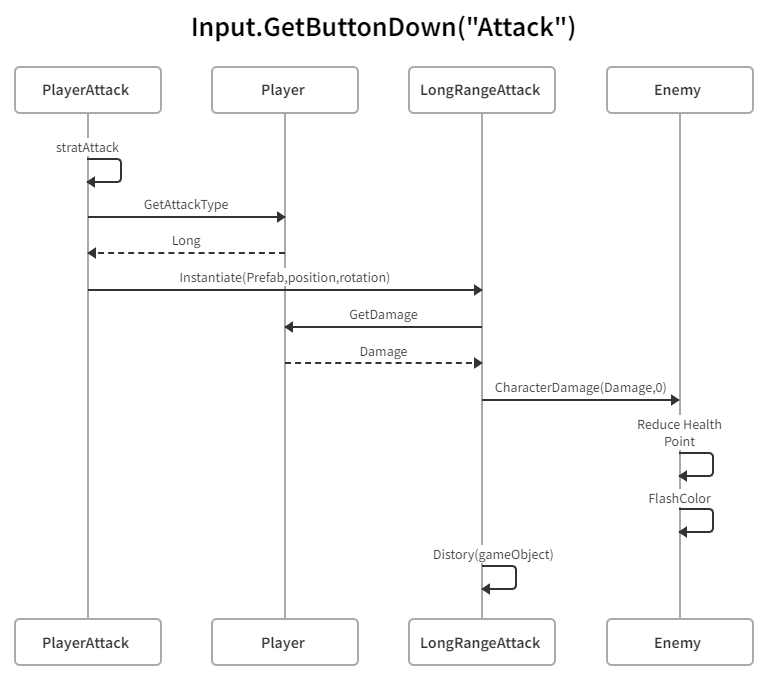 Input.GetButtonDown("Attack")
PlayerAttack
Player
LongRangeAttack
Enemy
stratAttack
GetAttackType
Long
Instantiate(Prefab,position,rotation)
GetDamage
Damage
CharacterDamage(Damage,0)
Reduce Health
Point
FlashColor
Distory(gameObject)
PlayerAttack
Player
LongRangeAttack
Enemy